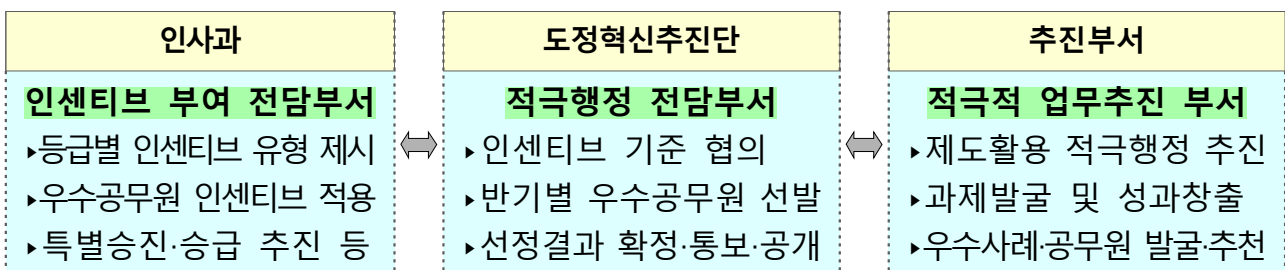 인사과
인센티브 부여 전담부서
▸등급별 인센티브 유형 제시
▸우수공무원 인센티브 적용
▸특별승진·승급 추진 등
도정혁신추진단
적극행정 전담부서
▸인센티브 기준 협의
▸반기별 우수공무원 선발
▸선정결과 확정·통보·공개
추진부서
적극적 업무추진 부서
▸제도활용 적극행정 추진
▸과제발굴 및 성과창출
▸우수사례·공무원 발굴·추천